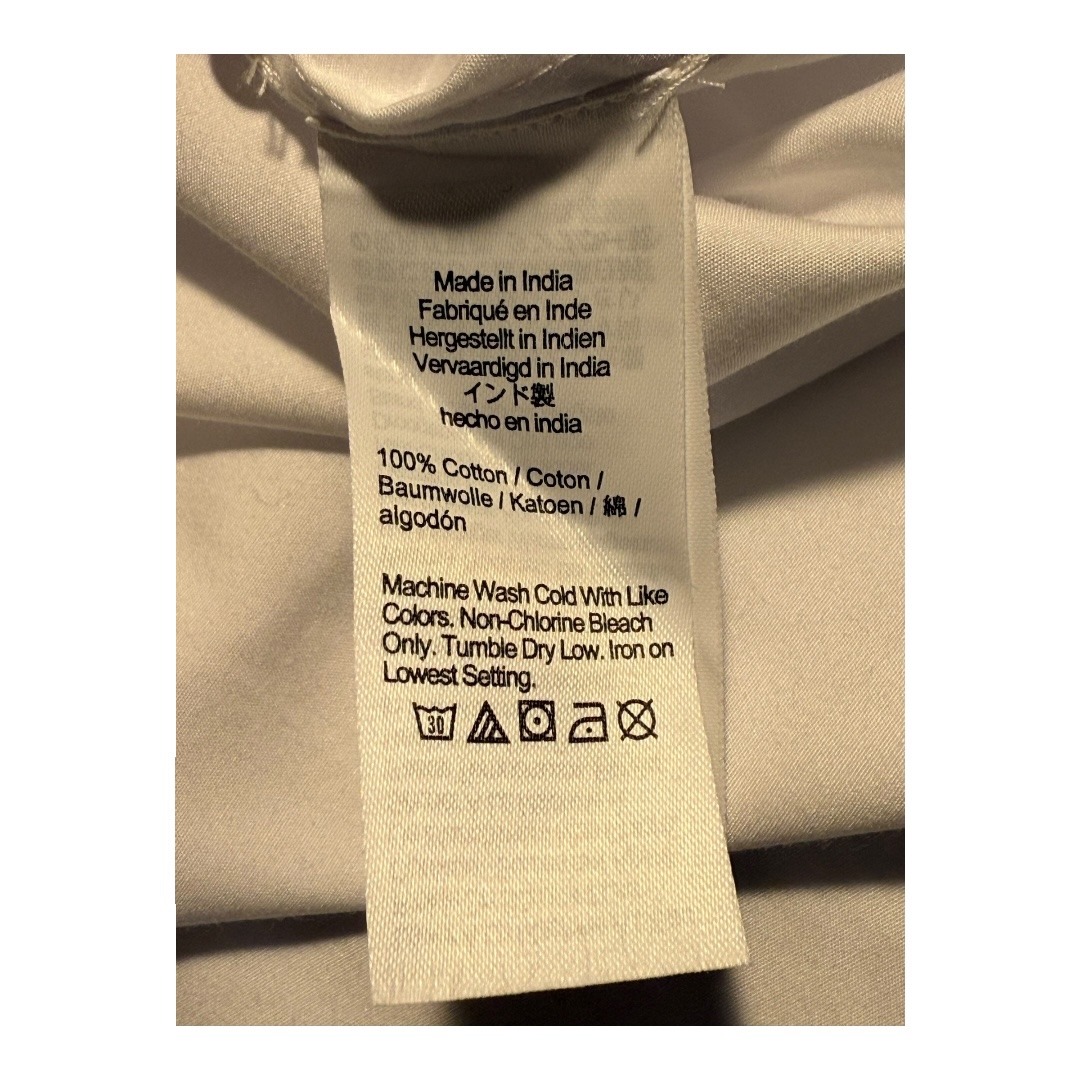 Made in India
Fabriqué en Inde
Hergestellt in Indien
Vervaardigd in India
インド製
hecho en india
100% Cotton / Coton /
Baumwolle / Katoen / 綿 /
algodón
Machine Wash Cold With Like
Colors. Non-Chlorine Bleach
Only. Tumble Dry Low. Iron on
Lowest Setting.
30